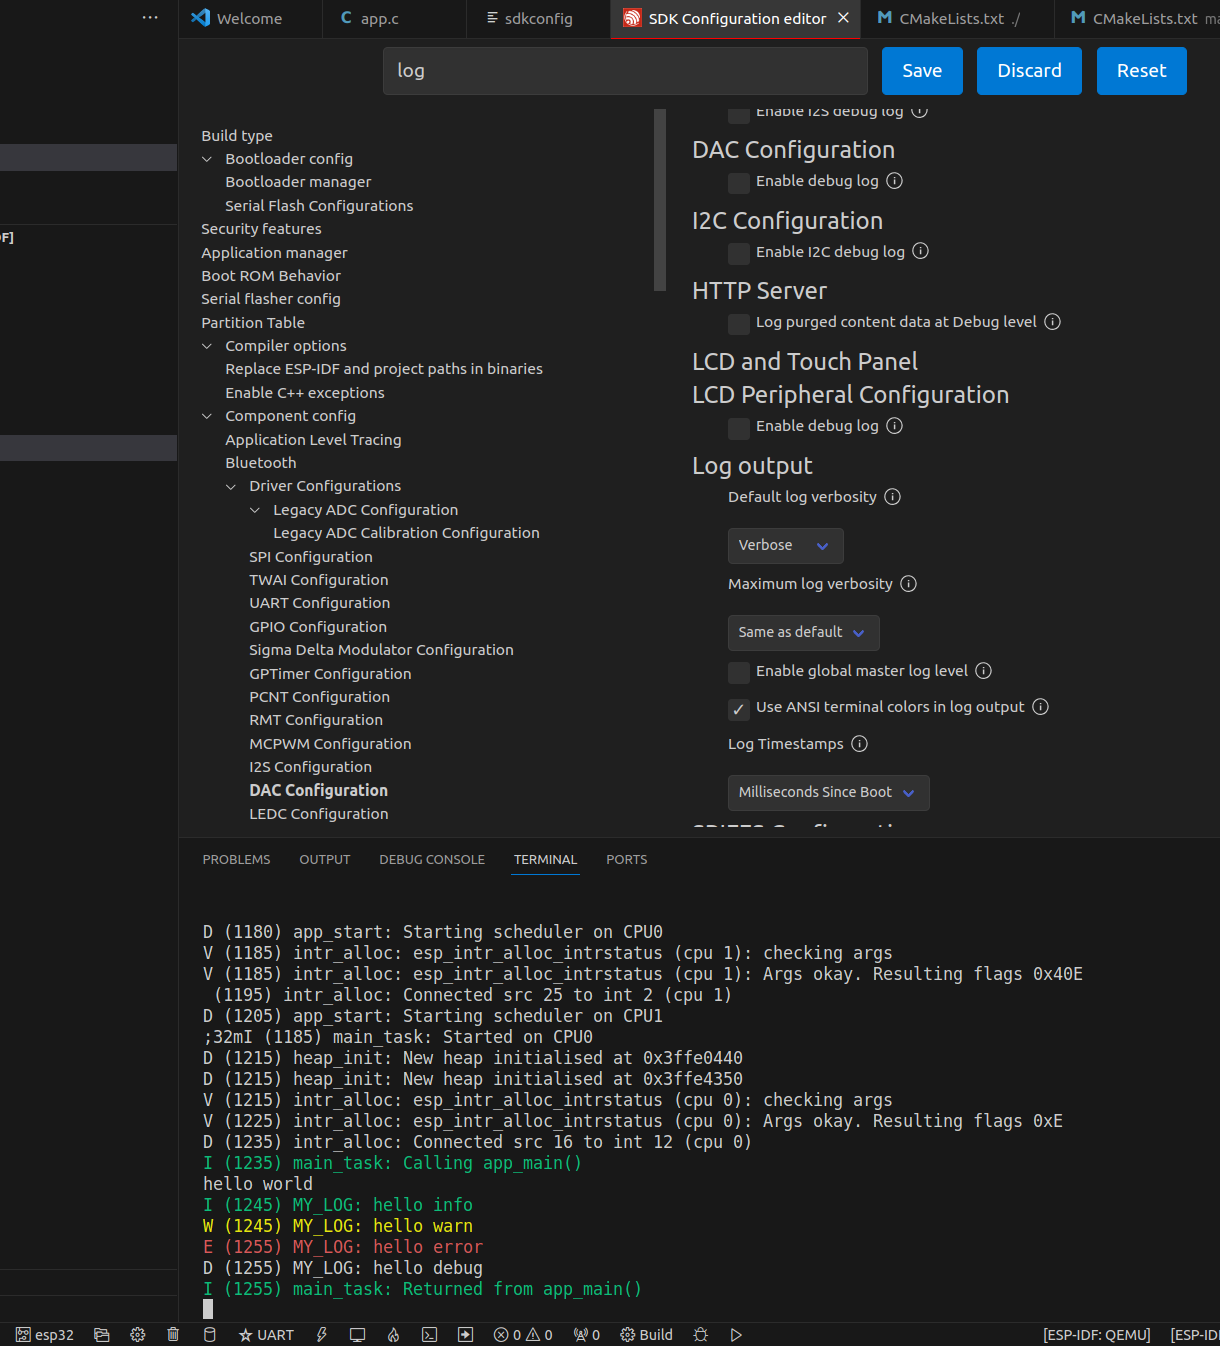 ··· Welcome C app.c sdkconfig SDK Configuration editor × M CMakeLists.txt ./ M CMakeLists.txt ma
log Save Discard Reset
Build type
Bootloader config
Bootloader manager
Serial Flash Configurations
Security features
Application manager
Boot ROM Behavior
Serial flasher config
Partition Table
Compiler options
Replace ESP-IDF and project paths in binaries
Enable C++ exceptions
Component config
Application Level Tracing
Bluetooth
Driver Configurations
Legacy ADC Configuration
Legacy ADC Calibration Configuration
SPI Configuration
TWAI Configuration
UART Configuration
GPIO Configuration
Sigma Delta Modulator Configuration
GPTimer Configuration
PCNT Configuration
RMT Configuration
MCPWM Configuration
I2S Configuration
DAC Configuration
LEDC Configuration
Enable I2S debug log
DAC Configuration
Enable debug log
I2C Configuration
Enable I2C debug log
HTTP Server
Log purged content data at Debug level
LCD and Touch Panel
LCD Peripheral Configuration
Enable debug log
Log output
Default log verbosity
Verbose
Maximum log verbosity
Same as default
Enable global master log level
Use ANSI terminal colors in log output
Log Timestamps
Milliseconds Since Boot
F]
PROBLEMS OUTPUT DEBUG CONSOLE TERMINAL PORTS
D (1180) app_start: Starting scheduler on CPU0
V (1185) intr_alloc: esp_intr_alloc_intrstatus (cpu 1): checking args
V (1185) intr_alloc: esp_intr_alloc_intrstatus (cpu 1): Args okay. Resulting flags 0x40E
(1195) intr_alloc: Connected src 25 to int 2 (cpu 1)
D (1205) app_start: Starting scheduler on CPU1
;32mI (1185) main_task: Started on CPU0
D (1215) heap_init: New heap initialised at 0x3ffe0440
D (1215) heap_init: New heap initialised at 0x3ffe4350
V (1215) intr_alloc: esp_intr_alloc_intrstatus (cpu 0): checking args
V (1225) intr_alloc: esp_intr_alloc_intrstatus (cpu 0): Args okay. Resulting flags 0xE
D (1235) intr_alloc: Connected src 16 to int 12 (cpu 0)
I (1235) main_task: Calling app_main()
hello world
I (1245) MY_LOG: hello info
W (1245) MY_LOG: hello warn
E (1255) MY_LOG: hello error
D (1255) MY_LOG: hello debug
I (1255) main_task: Returned from app_main()
esp32 UART 0 0 0 Build [ESP-IDF: QEMU] [ESP-ID